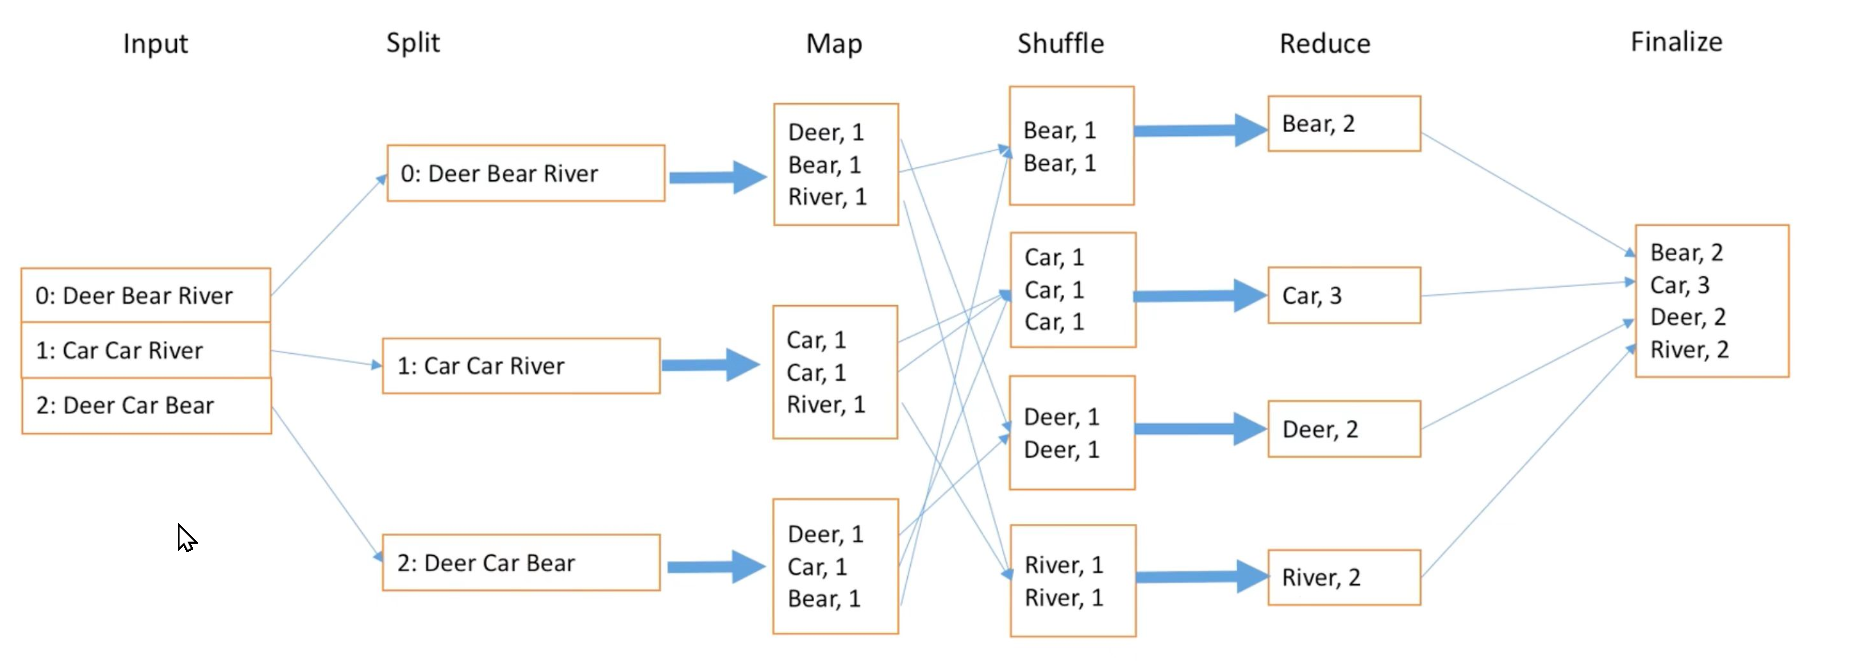 Input
Split
Map
Shuffle
Reduce
Finalize
0: Deer Bear River
1: Car Car River
2: Deer Car Bear
0: Deer Bear River
1: Car Car River
2: Deer Car Bear
Deer, 1
Bear, 1
River, 1
Car, 1
Car, 1
River, 1
Deer, 1
Car, 1
Bear, 1
Bear, 1
Bear, 1
Car, 1
Car, 1
Car, 1
Deer, 1
Deer, 1
River, 1
River, 1
Bear, 2
Car, 3
Deer, 2
River, 2
Bear, 2
Car, 3
Deer, 2
River, 2